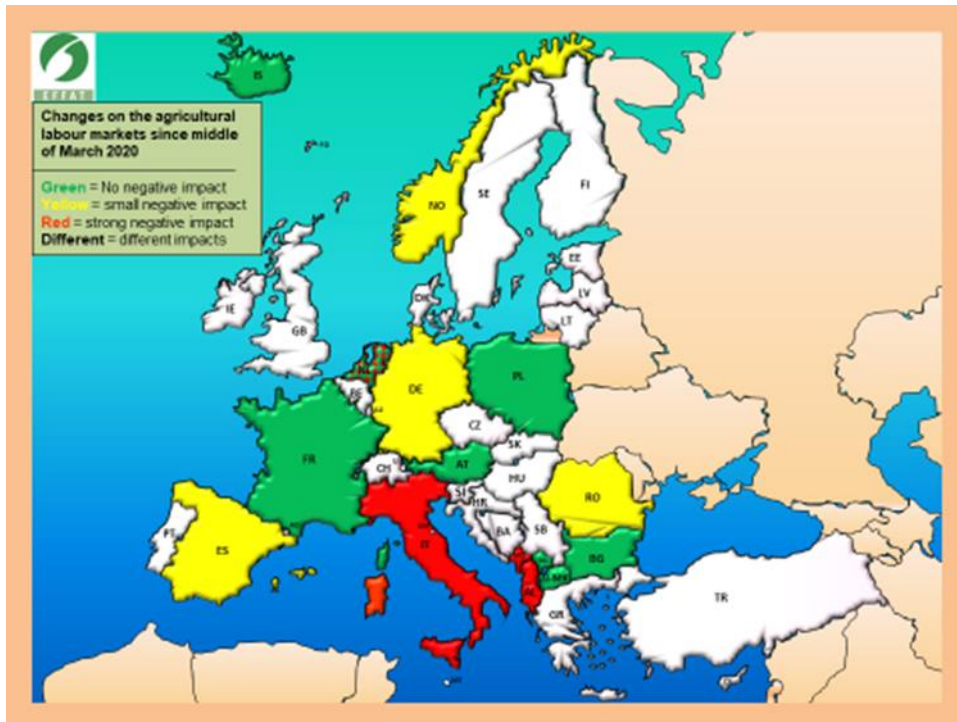 EFFAT
Changes on the agricultural
labour markets since middle
of March 2020
Green = No negative impact
Yellow = small negative impact
Red = strong negative impact
Different = different impacts
IS
NO
SE
FI
EE
LV
LT
DK
IE
GB
NL
BE
DE
PL
CZ
SK
FR
CH
AT
HU
SI
HR
RO
BA
SB
PT
ES
IT
BG
AL
GR
TR